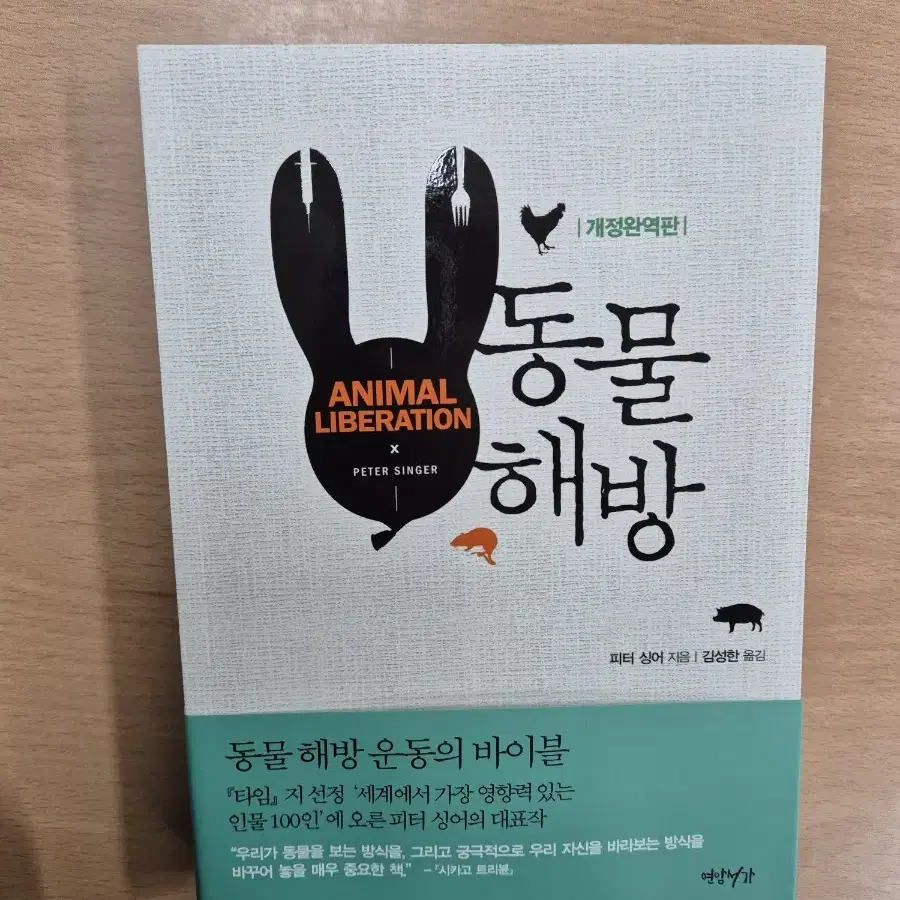 | 개정완역판 |
동물
해방
ANIMAL
LIBERATION
x
PETER SINGER
피터 싱어 지음 | 김성한 옮김
동물 해방 운동의 바이블
『타임』 지 선정 ‘세계에서 가장 영향력 있는
인물 100인’에 오른 피터 싱어의 대표작
“우리가 동물을 보는 방식을, 그리고 궁극적으로 우리 자신을 바라보는 방식을
바꾸어 놓을 매우 중요한 책.” – 『시카고 트리뷴』
연암서가